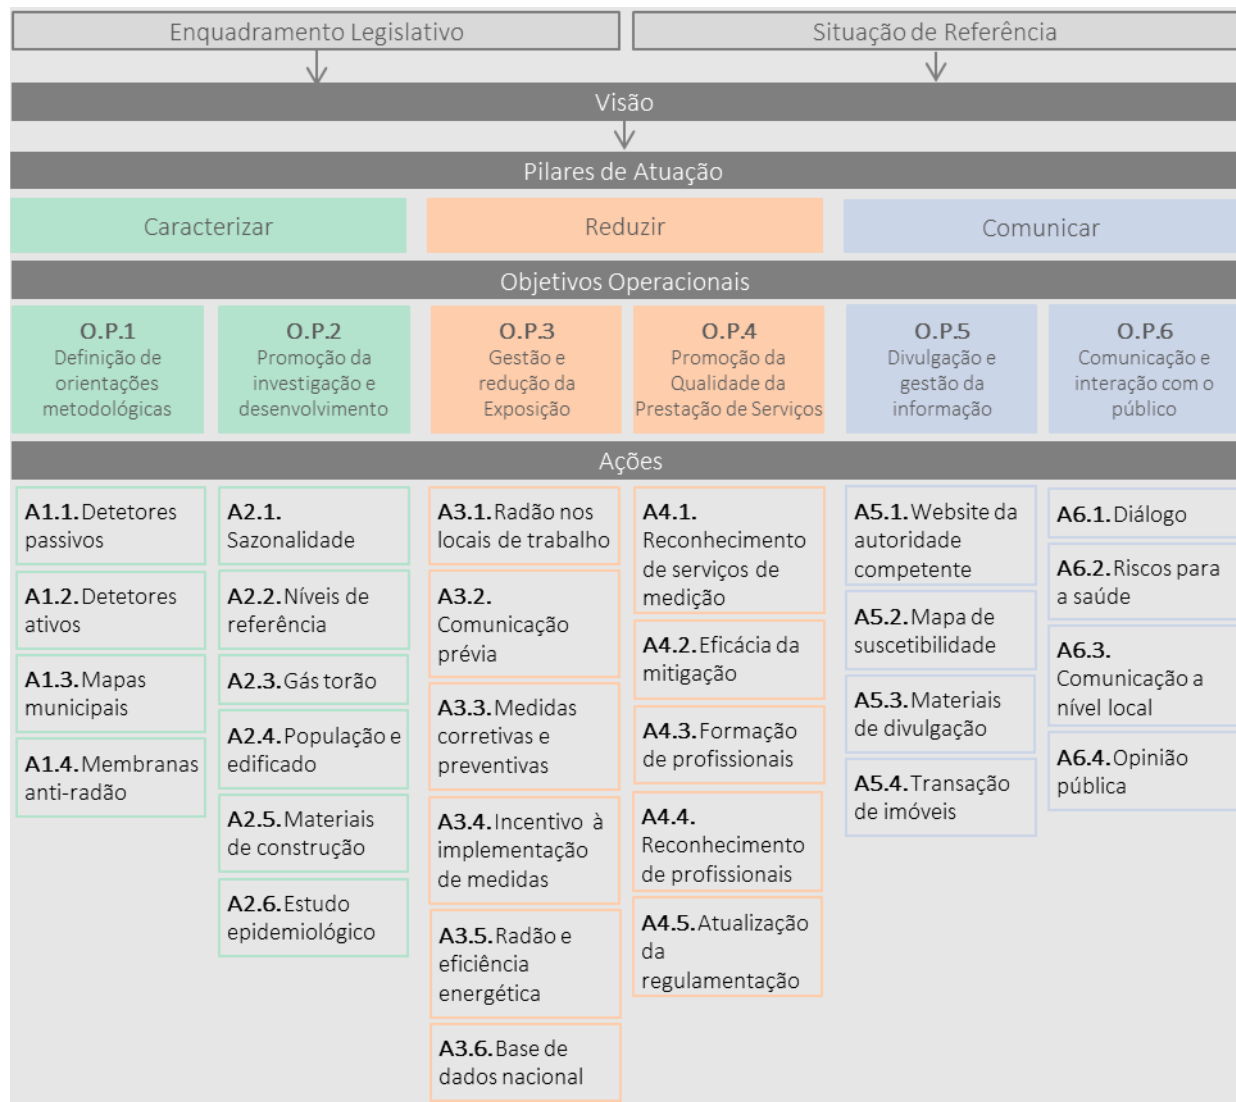 Enquadramento Legislativo
Situação de Referência
Visão
Pilares de Atuação
Caracterizar
Reduzir
Comunicar
Objetivos Operacionais
O.P.1
Definição de
orientações
metodológicas
O.P.2
Promoção da
investigação e
desenvolvimento
O.P.3
Gestão e
redução da
Exposição
O.P.4
Promoção da
Qualidade da
Prestação de Serviços
O.P.5
Divulgação e
gestão da
informação
O.P.6
Comunicação e
interação com o
público
Ações
A1.1. Detetores
passivos
A1.2. Detetores
ativos
A1.3. Mapas
municipais
A1.4. Membranas
anti-radão
A2.1.
Sazonalidade
A2.2. Níveis de
referência
A2.3. Gás torão
A2.4. População e
edificado
A2.5. Materiais
de construção
A2.6. Estudo
epidemiológico
A3.1. Radão nos
locais de trabalho
A3.2.
Comunicação
prévia
A3.3. Medidas
corretivas e
preventivas
A3.4. Incentivo à
implementação
de medidas
A3.5. Radão e
eficiência
energética
A3.6. Base de
dados nacional
A4.1.
Reconhecimento
de serviços de
medição
A4.2. Eficácia da
mitigação
A4.3. Formação
de profissionais
A4.4.
Reconhecimento
de profissionais
A4.5. Atualização
da
regulamentação
A5.1. Website da
autoridade
competente
A5.2. Mapa de
suscetibilidade
A5.3. Materiais
de divulgação
A5.4. Transação
de imóveis
A6.1. Diálogo
A6.2. Riscos para
a saúde
A6.3.
Comunicação a
nível local
A6.4. Opinião
pública